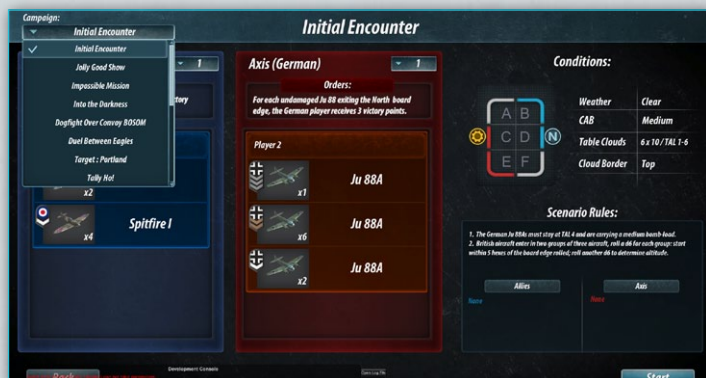 Campaign:
Initial Encounter
Initial Encounter
Initial Encounter
Jolly Good Show
Impossible Mission
Into the Darkness
Dogfight Over Convoy BOSOM
Duel Between Eagles
Target : Portland
Tally Ho!
1
x2
x4
Spitfire I
Axis (German)
1
Orders:
For each undamaged Ju 88 exiting the North board
edge, the German player receives 3 victory points.
Player 2
x1
Ju 88A
x6
Ju 88A
x2
Ju 88A
Conditions:
A B
C D
E F
N
Weather Clear
CAB Medium
Table Clouds 6 x 10 / TAL 1-6
Cloud Border Top
Scenario Rules:
1. The German Ju 88As must stay at TAL 4 and are carrying a medium bomb-load.
2. British aircraft enter in two groups of three aircraft, roll a d6 for each group: start
within 5 hexes of the board edge rolled; roll another d6 to determine altitude.
Allies
Axis
None
None
Back
Development Console
Start